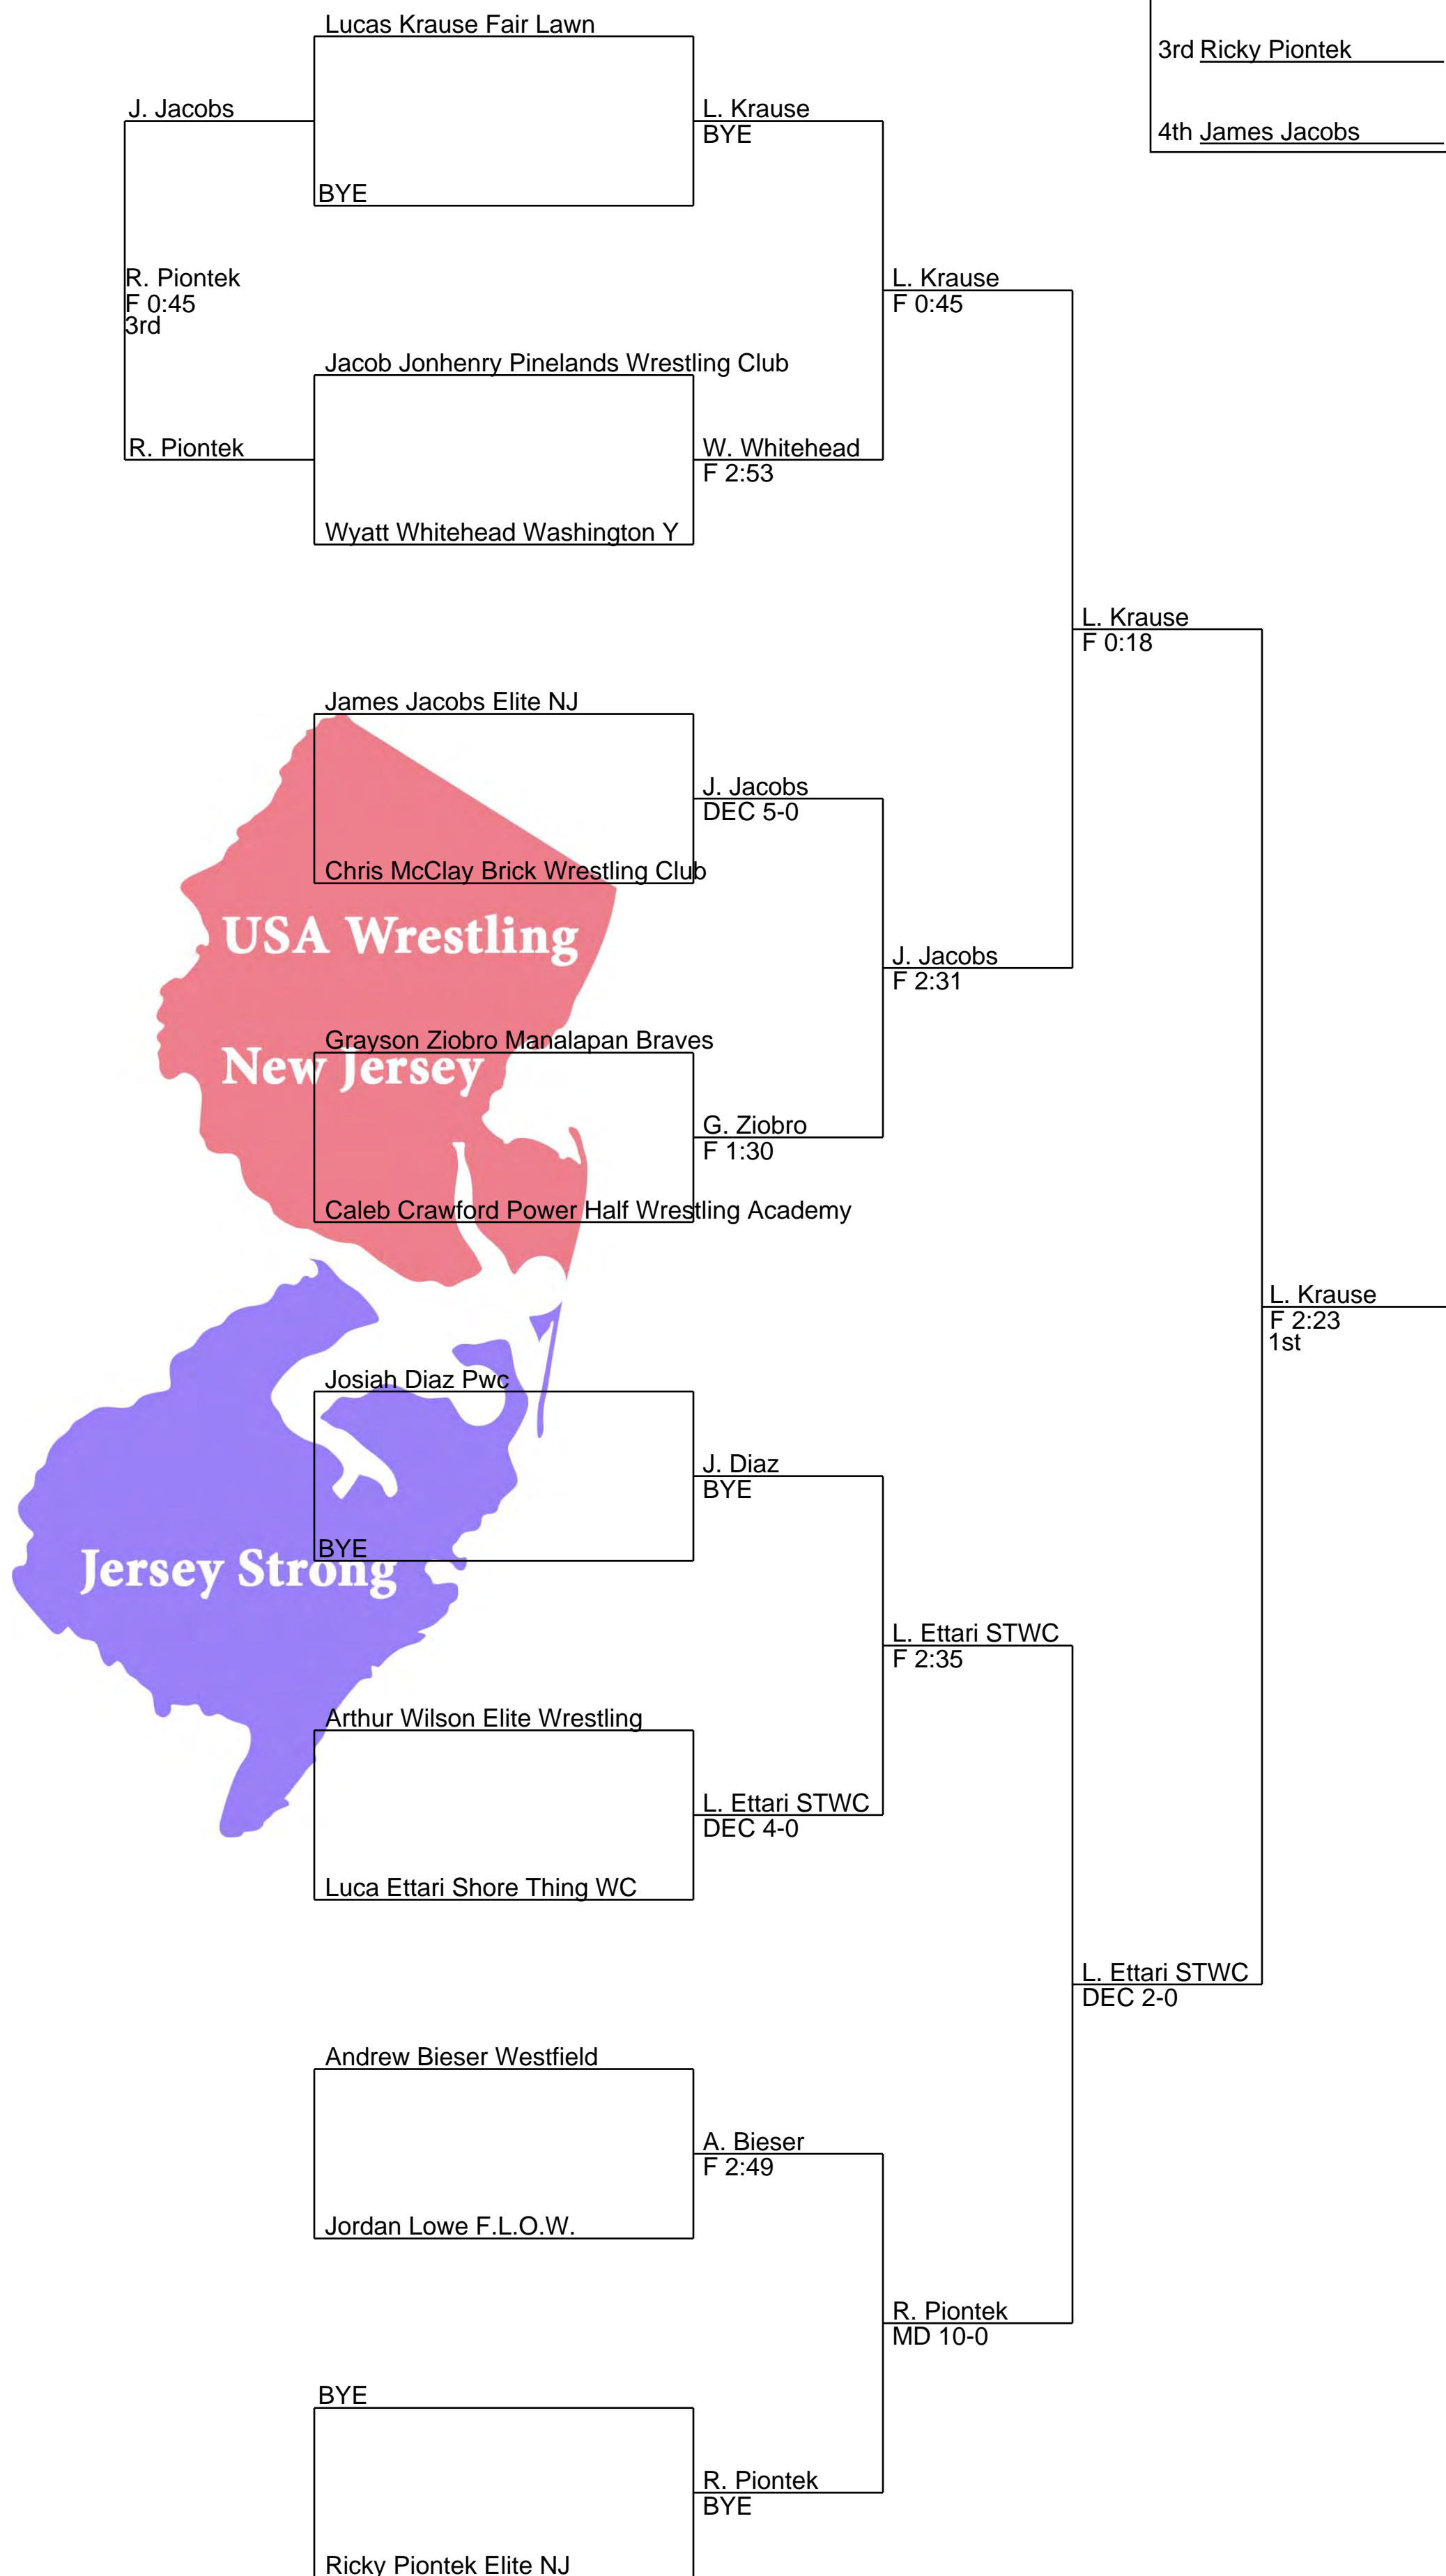 Lucas Krause Fair Lawn
3rd Ricky Piontek
J. Jacobs
L. Krause
BYE
4th James Jacobs
BYE
R. Piontek
F 0:45
3rd
L. Krause
F 0:45
Jacob Jonhenry Pinelands Wrestling Club
R. Piontek
W. Whitehead
F 2:53
Wyatt Whitehead Washington Y
L. Krause
F 0:18
James Jacobs Elite NJ
J. Jacobs
DEC 5-0
Chris McClay Brick Wrestling Club
USA Wrestling
J. Jacobs
F 2:31
Grayson Ziobro Manalapan Braves
New Jersey
G. Ziobro
F 1:30
Caleb Crawford Power Half Wrestling Academy
L. Krause
F 2:23
1st
Josiah Diaz Pwc
J. Diaz
BYE
BYE
Jersey Strong
L. Ettari STWC
F 2:35
Arthur Wilson Elite Wrestling
L. Ettari STWC
DEC 4-0
Luca Ettari Shore Thing WC
L. Ettari STWC
DEC 2-0
Andrew Bieser Westfield
A. Bieser
F 2:49
Jordan Lowe F.L.O.W.
R. Piontek
MD 10-0
BYE
R. Piontek
BYE
Ricky Piontek Elite NJ